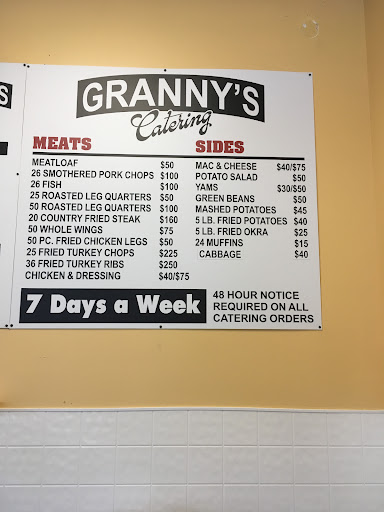 S
GRANNY'S
Catering
MEATS
MEATLOAF $50
26 SMOTHERED PORK CHOPS $100
26 FISH $100
25 ROASTED LEG QUARTERS $50
50 ROASTED LEG QUARTERS $100
20 COUNTRY FRIED STEAK $160
50 WHOLE WINGS $75
50 PC. FRIED CHICKEN LEGS $50
25 FRIED TURKEY CHOPS $225
36 FRIED TURKEY RIBS $250
CHICKEN & DRESSING $40/$75
SIDES
MAC & CHEESE $40/$75
POTATO SALAD $50
YAMS $30/$50
GREEN BEANS $50
MASHED POTATOES $45
5 LB. FRIED POTATOES $40
5 LB. FRIED OKRA $25
24 MUFFINS $15
CABBAGE $40
7 Days a Week
48 HOUR NOTICE
REQUIRED ON ALL
CATERING ORDERS